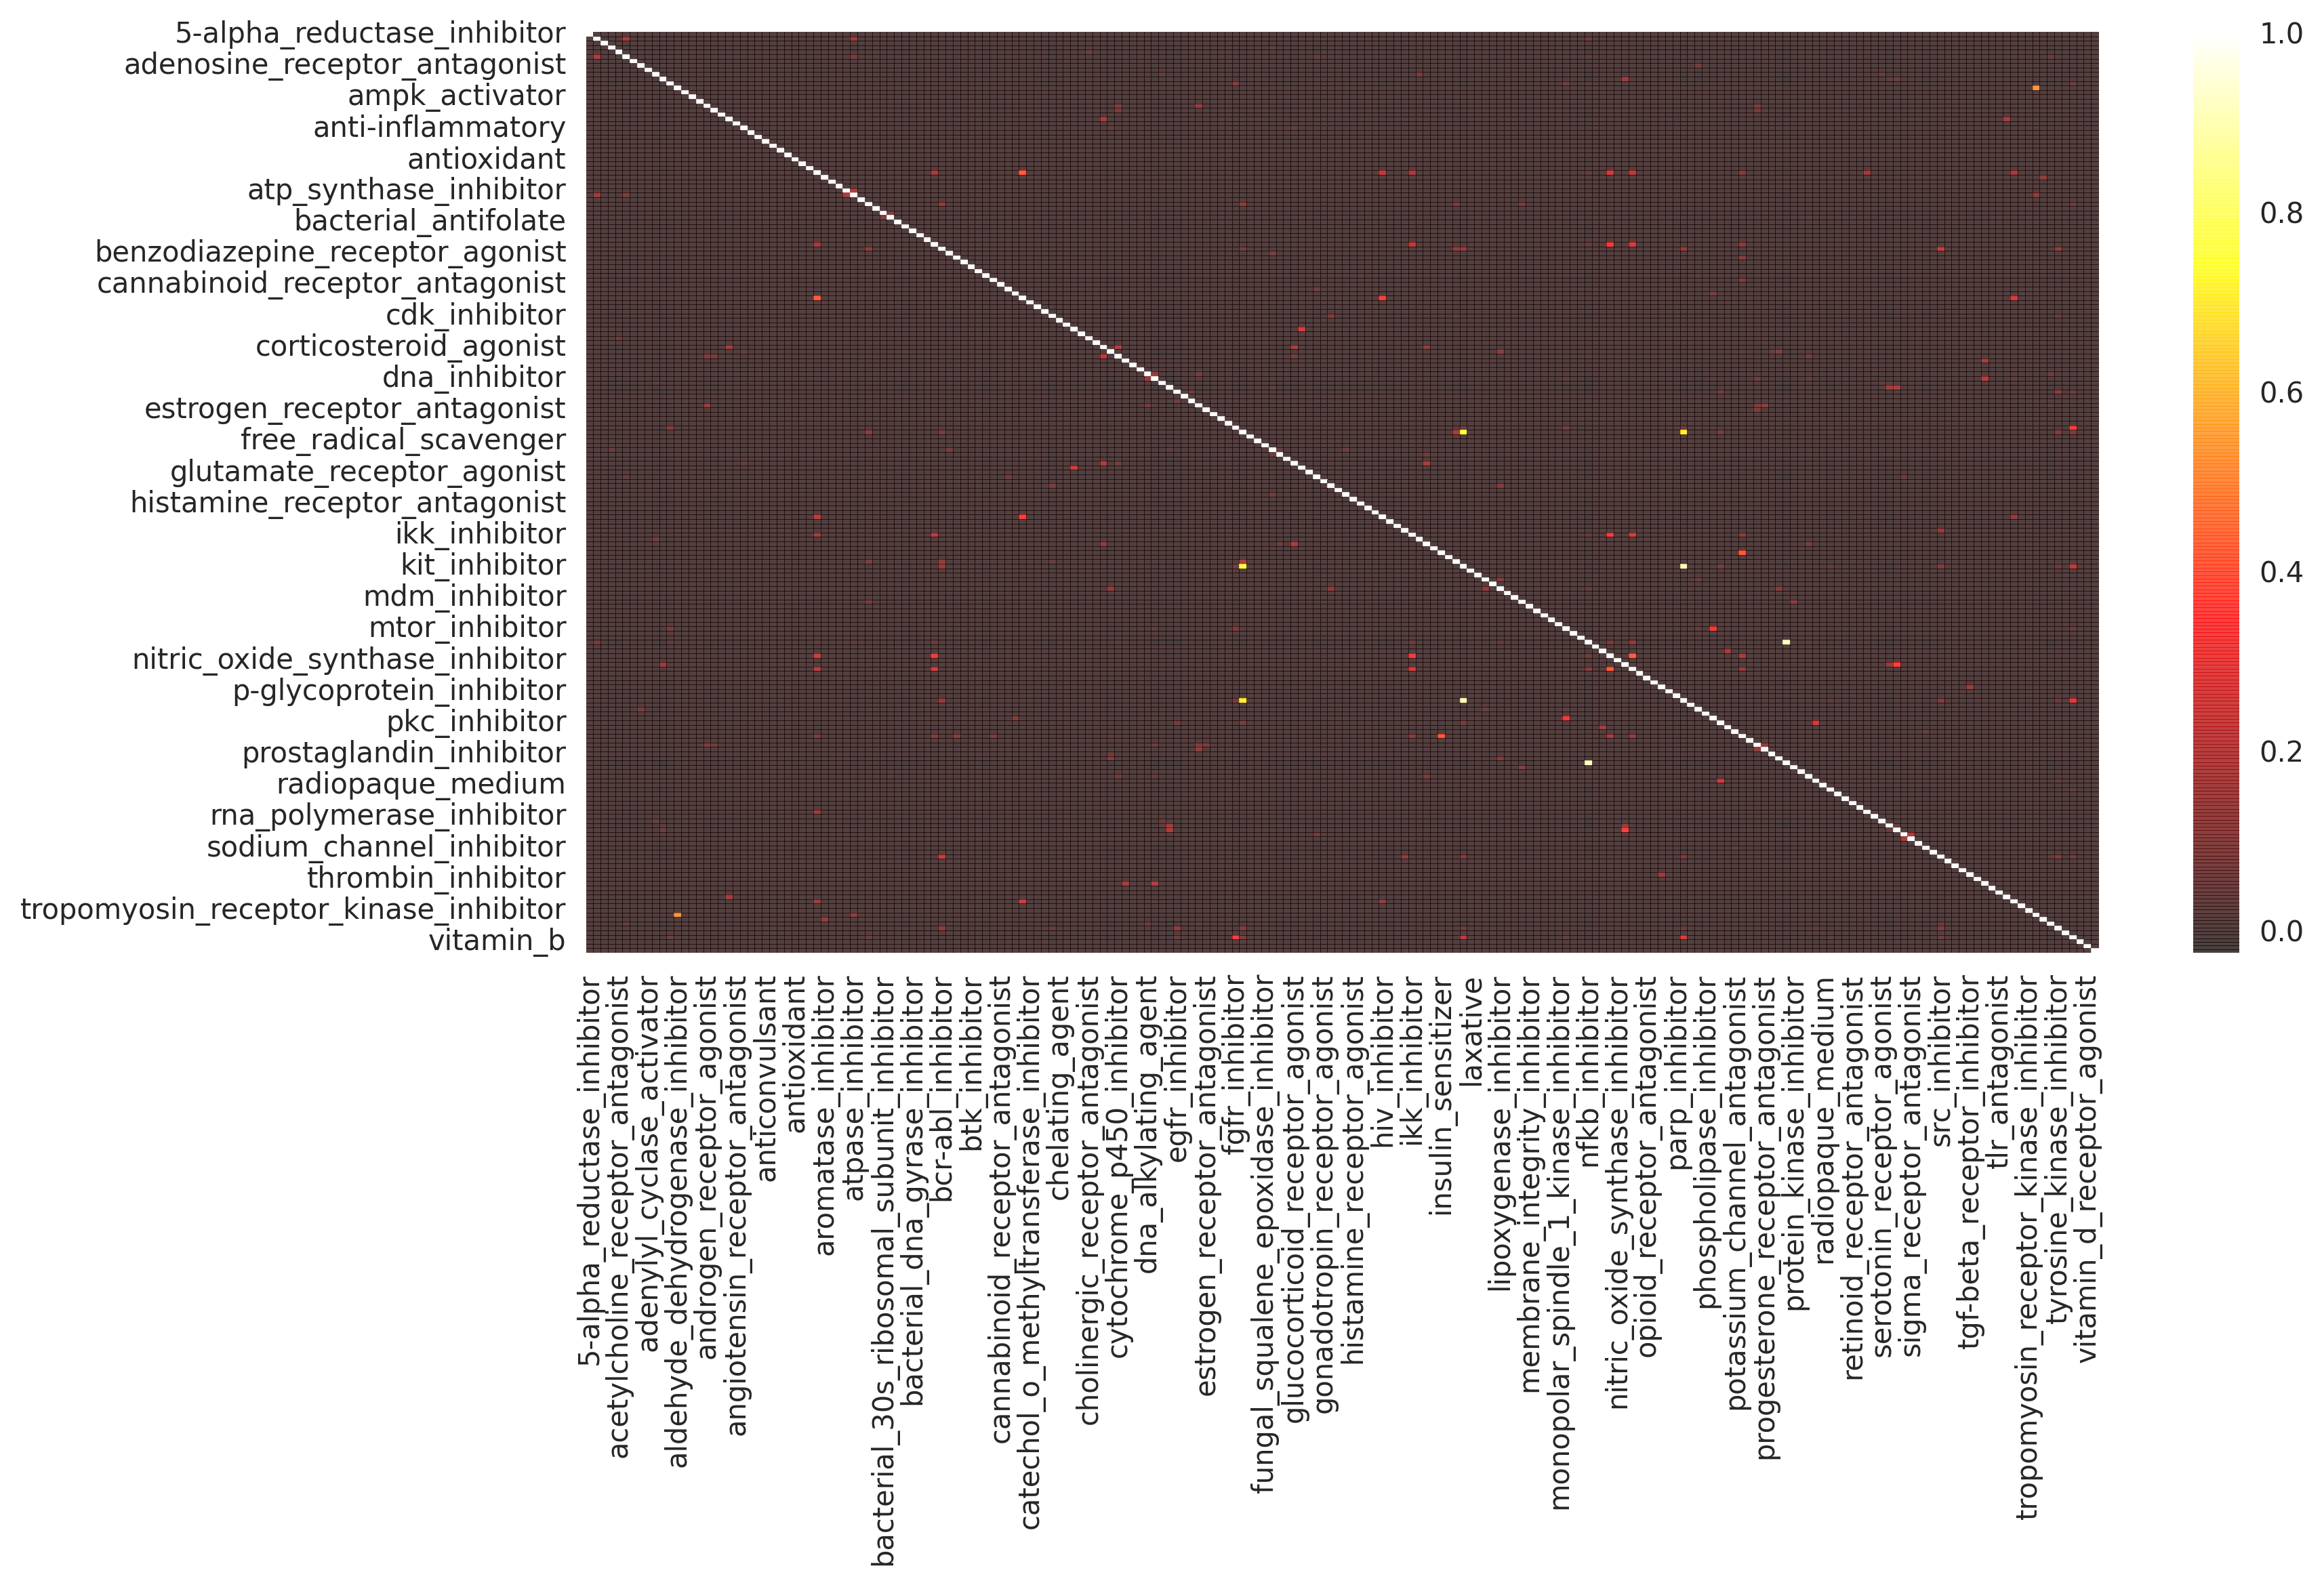 5-alpha_reductase_inhibitor
adenosine_receptor_antagonist
ampk_activator
anti-inflammatory
antioxidant
atp_synthase_inhibitor
bacterial_antifolate
benzodiazepine_receptor_agonist
cannabinoid_receptor_antagonist
cdk_inhibitor
corticosteroid_agonist
dna_inhibitor
estrogen_receptor_antagonist
free_radical_scavenger
glutamate_receptor_agonist
histamine_receptor_antagonist
ikk_inhibitor
kit_inhibitor
mdm_inhibitor
mtor_inhibitor
nitric_oxide_synthase_inhibitor
p-glycoprotein_inhibitor
pkc_inhibitor
prostaglandin_inhibitor
radiopaque_medium
rna_polymerase_inhibitor
sodium_channel_inhibitor
thrombin_inhibitor
tropomyosin_receptor_kinase_inhibitor
vitamin_b
5-alpha_reductase_inhibitor
acetylcholine_receptor_antagonist
adenylyl_cyclase_activator
aldehyde_dehydrogenase_inhibitor
androgen_receptor_agonist
angiotensin_receptor_antagonist
anticonvulsant
antioxidant
aromatase_inhibitor
atpase_inhibitor
bacterial_30s_ribosomal_subunit_inhibitor
bacterial_dna_gyrase_inhibitor
bcr-abl_inhibitor
btk_inhibitor
cannabinoid_receptor_antagonist
catechol_o_methyltransferase_inhibitor
chelating_agent
cholinergic_receptor_antagonist
cytochrome_p450_inhibitor
dna_alkylating_agent
egfr_inhibitor
estrogen_receptor_antagonist
fgfr_inhibitor
fungal_squalene_epoxidase_inhibitor
glucocorticoid_receptor_agonist
gonadotropin_receptor_agonist
histamine_receptor_agonist
hiv_inhibitor
ikk_inhibitor
insulin_sensitizer
laxative
lipoxygenase_inhibitor
membrane_integrity_inhibitor
monopolar_spindle_1_kinase_inhibitor
nfkb_inhibitor
nitric_oxide_synthase_inhibitor
opioid_receptor_antagonist
parp_inhibitor
phospholipase_inhibitor
potassium_channel_antagonist
progesterone_receptor_antagonist
protein_kinase_inhibitor
radiopaque_medium
retinoid_receptor_antagonist
serotonin_receptor_agonist
sigma_receptor_antagonist
src_inhibitor
tgf-beta_receptor_inhibitor
tlr_antagonist
tropomyosin_receptor_kinase_inhibitor
tyrosine_kinase_inhibitor
vitamin_d_receptor_agonist
1.0
0.8
0.6
0.4
0.2
0.0